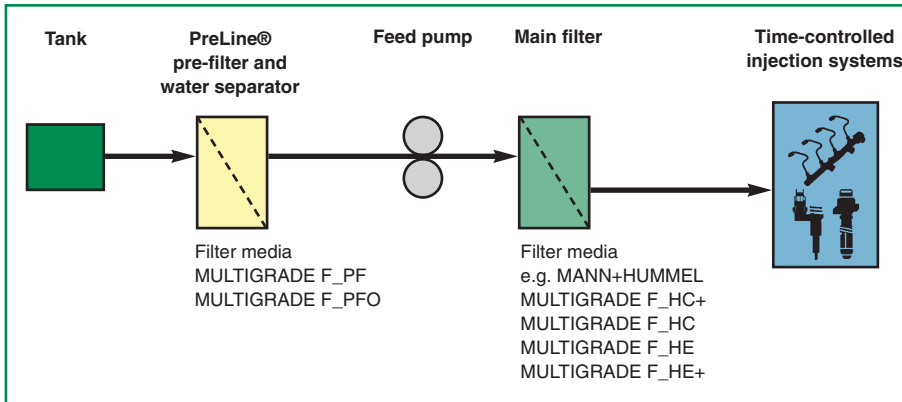 Tank
PreLine®
pre-filter and
water separator
Feed pump
Main filter
Time-controlled
injection systems
Filter media
MULTIGRADE F_PF
MULTIGRADE F_PFO
Filter media
e.g. MANN+HUMMEL
MULTIGRADE F_HC+
MULTIGRADE F_HC
MULTIGRADE F_HE
MULTIGRADE F_HE+